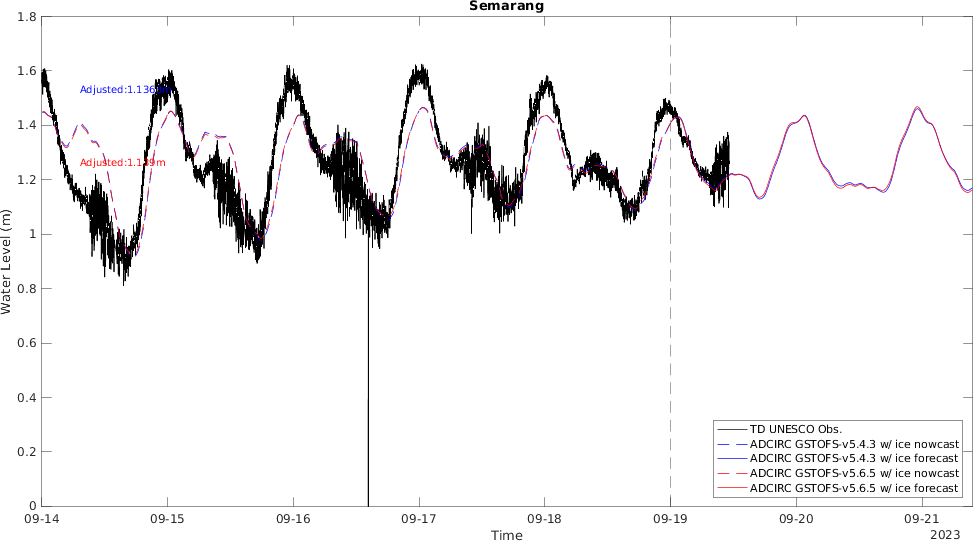 Semarang
1.8
1.6
1.4
1.2
1
0.8
0.6
0.4
0.2
0
Water Level (m)
Adjusted:1.136
Adjusted:1.139m
09-14
09-15
09-16
09-17
09-18
09-19
09-20
09-21
Time
2023
TD UNESCO Obs.
ADCIRC GSTOFS-v5.4.3 w/ ice nowcast
ADCIRC GSTOFS-v5.4.3 w/ ice forecast
ADCIRC GSTOFS-v5.6.5 w/ ice nowcast
ADCIRC GSTOFS-v5.6.5 w/ ice forecast